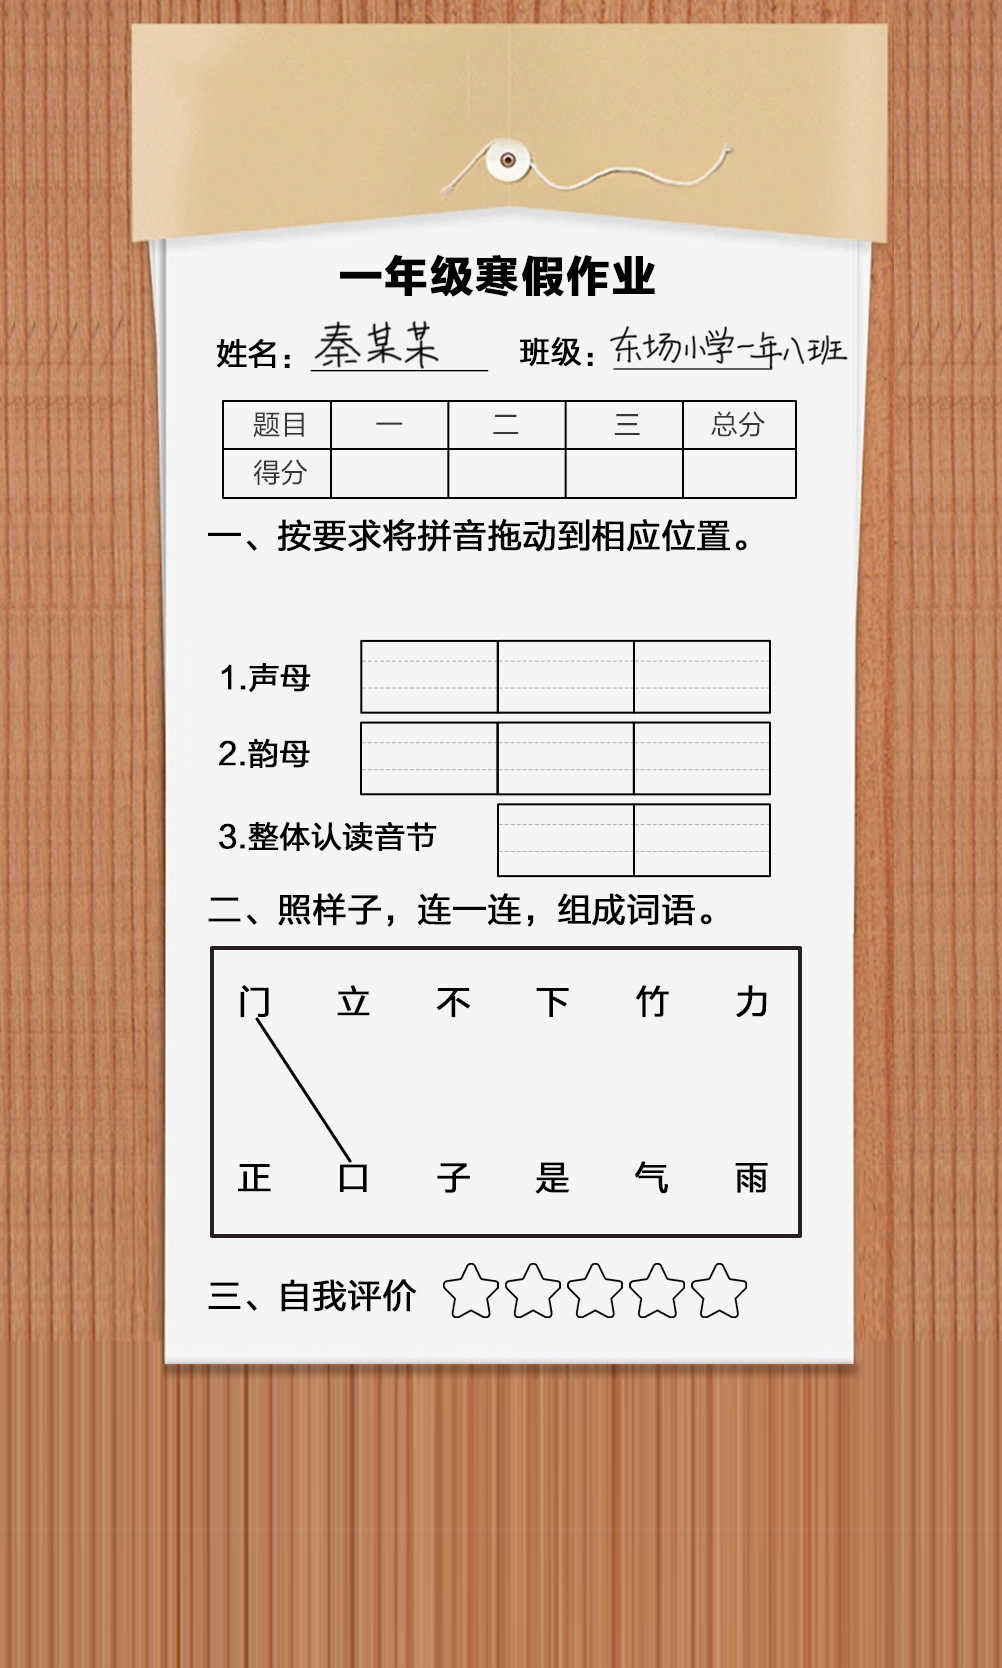 一年级寒假作业
姓名：秦某某 班级：东场小学一年八班
题目 一 二 三 总分
得分
一、按要求将拼音拖动到相应位置。
1.声母
2.韵母
3.整体认读音节
二、照样子，连一连，组成词语。
门 立 不 下 竹 力
正 口 子 是 气 雨
三、自我评价